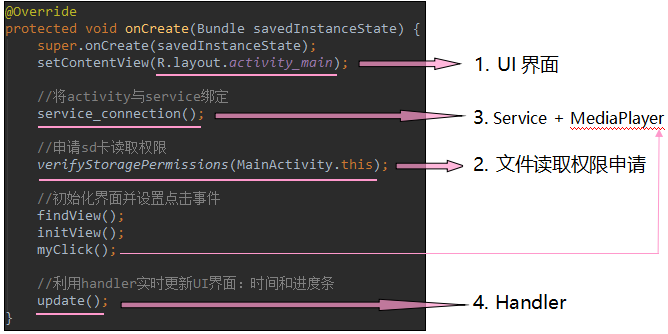 @Override
protected void onCreate(Bundle savedInstanceState) {
super.onCreate(savedInstanceState);
setContentView(R.layout.activity_main);
1. UI 界面
//将activity与service绑定
service_connection();
3. Service + MediaPlayer
//申请sd卡读取权限
verifyStoragePermissions(MainActivity.this);
2. 文件读取权限申请
//初始化界面并设置点击事件
findView();
initView();
myClick();
//利用handler实时更新UI界面: 时间和进度条
update();
4. Handler
}